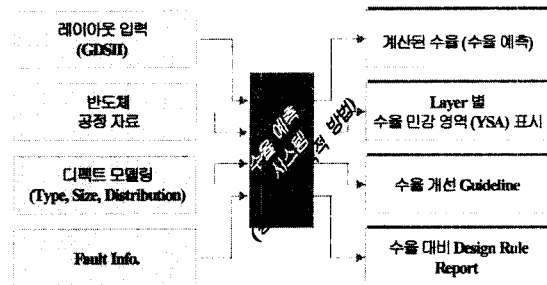 레이아웃 입력
(GDSII)
반도체
공정 자료
디펙트 모델링
(Type, Size, Distribution)
Fault Info.
수율 예측
시스템
적 방법)
계산된 수율 (수율 예측)
Layer 별
수율 민감 영역 (YSA) 표시
수율 개선 Guideline
수율 대비 Design Rule
Report